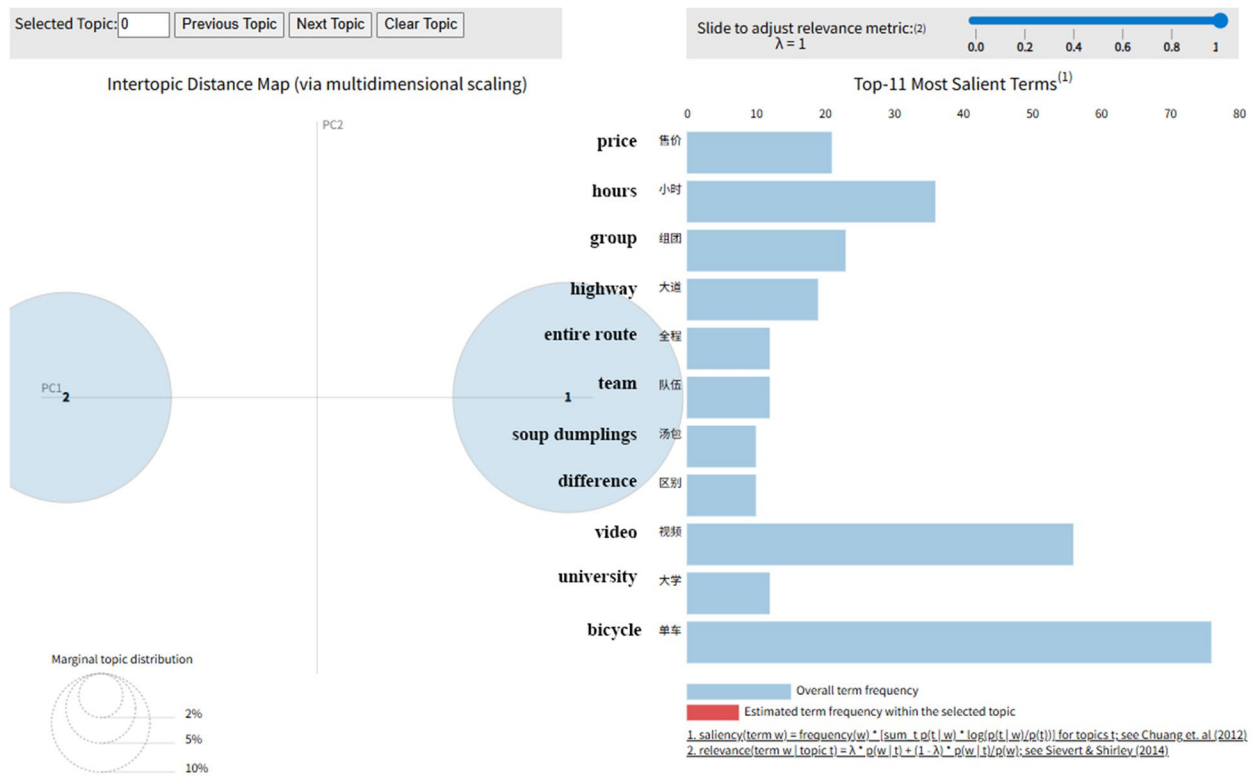 Selected Topic: 0 Previous Topic Next Topic Clear Topic
Slide to adjust relevance metric:(2)
λ = 1
0.0 0.2 0.4 0.6 0.8 1
Intertopic Distance Map (via multidimensional scaling)
PC2
PC1
2
1
Marginal topic distribution
2%
5%
10%
Top-11 Most Salient Terms(1)
0 10 20 30 40 50 60 70 80
price 售价
hours 小时
group 组团
highway 大道
entire route 全程
team 队伍
soup dumplings 汤包
difference 区别
video 视频
university 大学
bicycle 单车
Overall term frequency
Estimated term frequency within the selected topic
1. saliency(term w) = frequency(w) * [sum_t p(t | w) * log(p(t | w)/p(t))] for topics t; see Chuang et. al (2012)
2. relevance(term w | topic t) = λ * p(w | t) + (1 - λ) * p(w | t)/p(w); see Sievert & Shirley (2014)